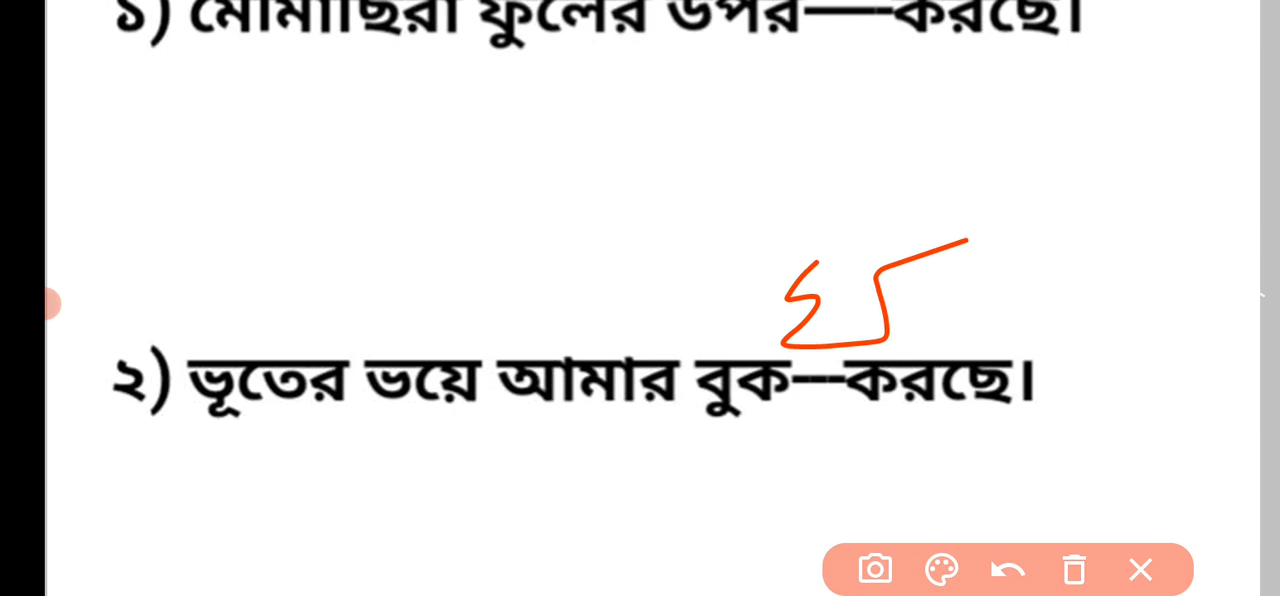 ১) মৌমাছিরা ফুলের উপর——করছে।
২) ভূতের ভয়ে আমার বুক---করছে।